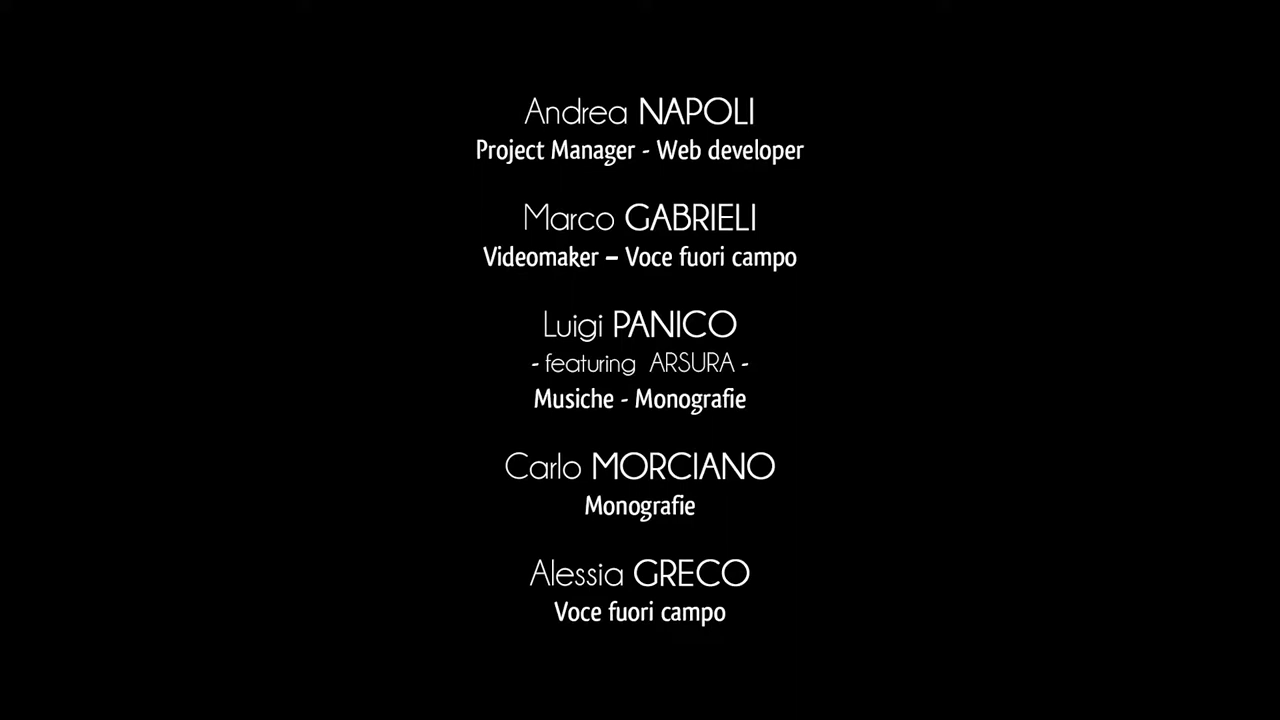 Andrea NAPOLI
Project Manager - Web developer
Marco GABRIELI
Videomaker – Voce fuori campo
Luigi PANICO
- featuring ARSURA -
Musiche - Monografie
Carlo MORCIANO
Monografie
Alessia GRECO
Voce fuori campo